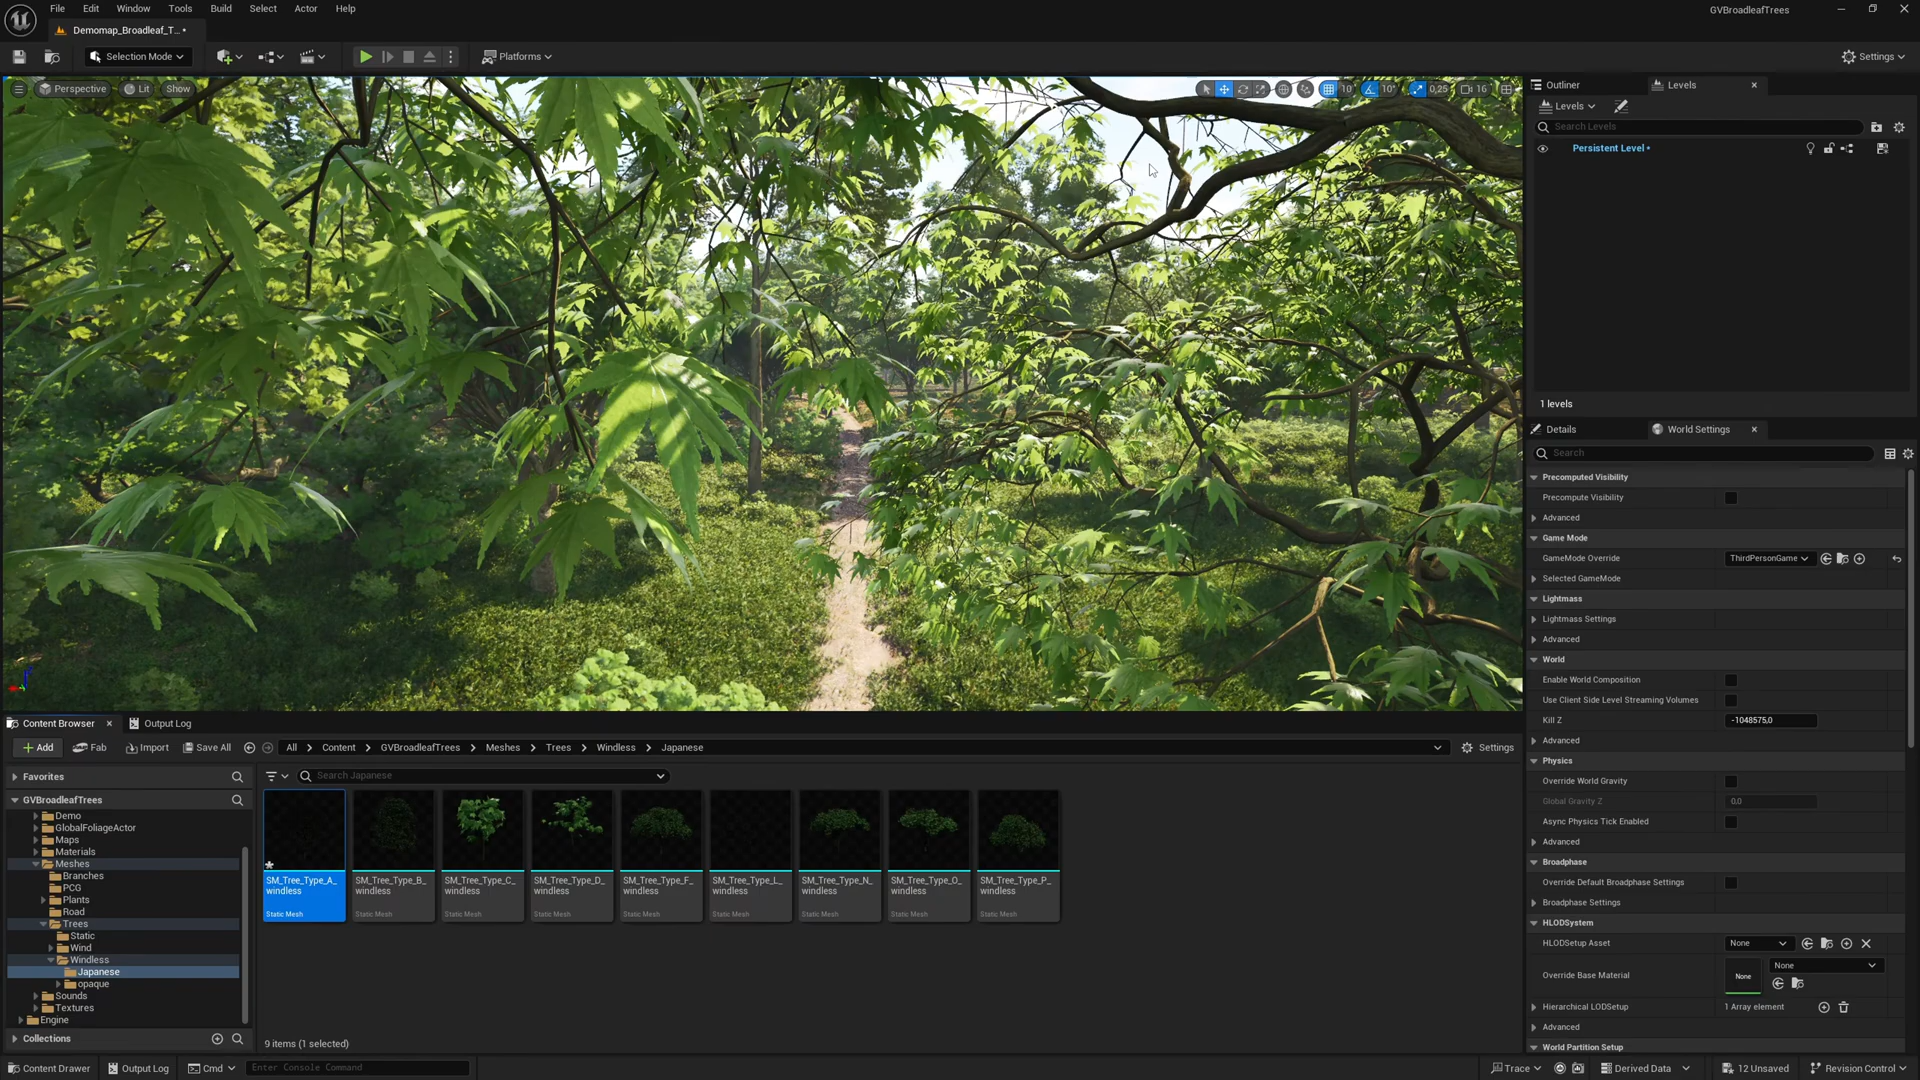 File Edit Window Tools Build Select Actor Help
GVBroadleafTrees
Demomap_Broadleaf_T... •
Selection Mode
Platforms
Settings
Perspective Lit Show
10 10° 0,25 16
Outliner Levels
Levels
Search Levels
Persistent Level •
1 levels
Details World Settings
Search
Precomputed Visibility
Precompute Visibility
Advanced
Game Mode
GameMode Override ThirdPersonGame
Selected GameMode
Lightmass
Lightmass Settings
Advanced
World
Enable World Composition
Use Client Side Level Streaming Volumes
Kill Z -1048575,0
Advanced
Physics
Override World Gravity
Global Gravity Z 0.0
Async Physics Tick Enabled
Advanced
Broadphase
Override Default Broadphase Settings
Broadphase Settings
HLODSystem
HLODSetup Asset None
Override Base Material None None
Hierarchical LODSetup 1 Array element
Advanced
World Partition Setup
Content Browser Output Log
Add Fab Import Save All All > Content > GVBroadleafTrees > Meshes > Trees > Windless > Japanese Settings
Favorites
Search Japanese
GVBroadleafTrees
Demo
GlobalFoliageActor
Maps
Materials
Meshes
Branches
PCG
Plants
Road
Trees
Static
Wind
Windless
Japanese
opaque
Sounds
Textures
Engine
Collections
SM_Tree_Type_A_
windless
Static Mesh
SM_Tree_Type_B_
windless
Static Mesh
SM_Tree_Type_C_
windless
Static Mesh
SM_Tree_Type_D_
windless
Static Mesh
SM_Tree_Type_F_
windless
Static Mesh
SM_Tree_Type_L_
windless
Static Mesh
SM_Tree_Type_N_
windless
Static Mesh
SM_Tree_Type_O_
windless
Static Mesh
SM_Tree_Type_P_
windless
Static Mesh
9 items (1 selected)
Content Drawer Output Log Cmd Enter Console Command
Trace Derived Data 12 Unsaved Revision Control